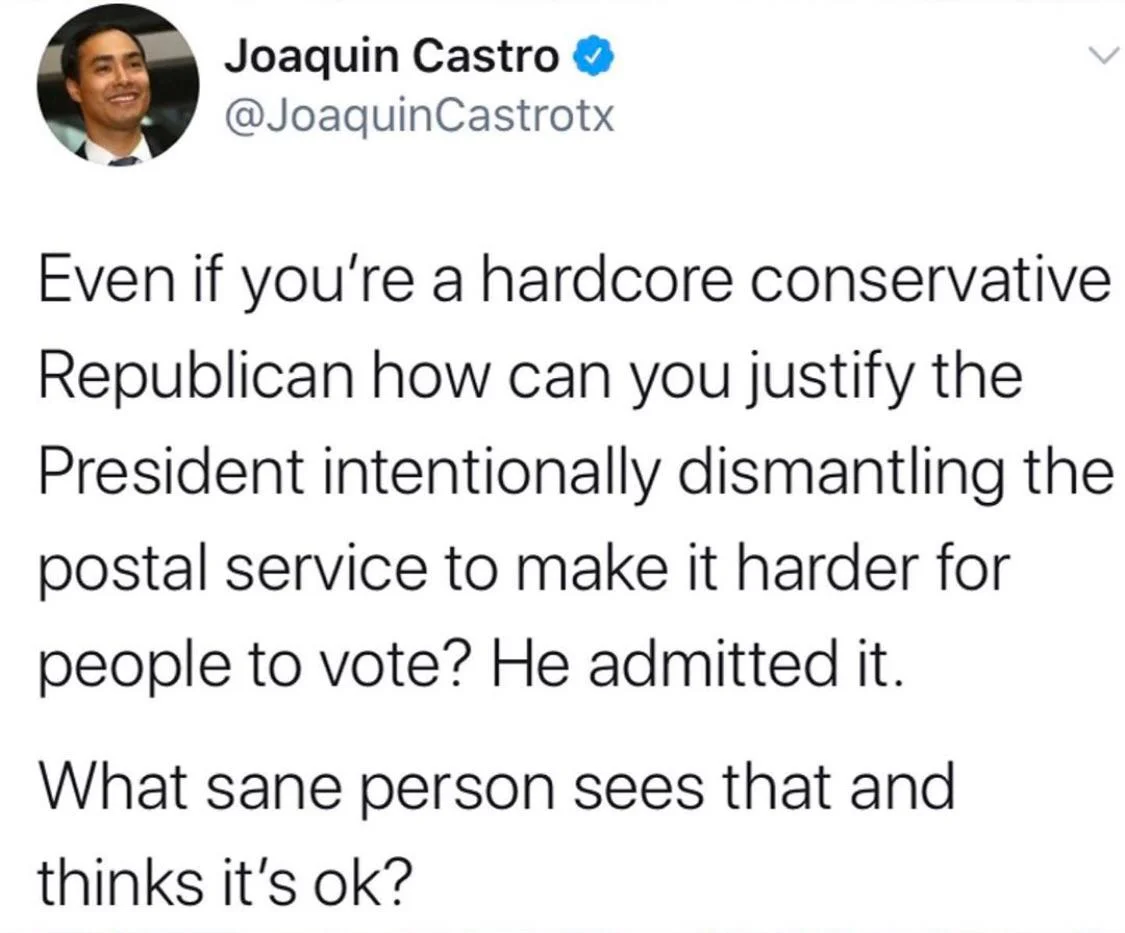 Joaquin Castro
@JoaquinCastrotx
Even if you're a hardcore conservative
Republican how can you justify the
President intentionally dismantling the
postal service to make it harder for
people to vote? He admitted it.
What sane person sees that and
thinks it's ok?